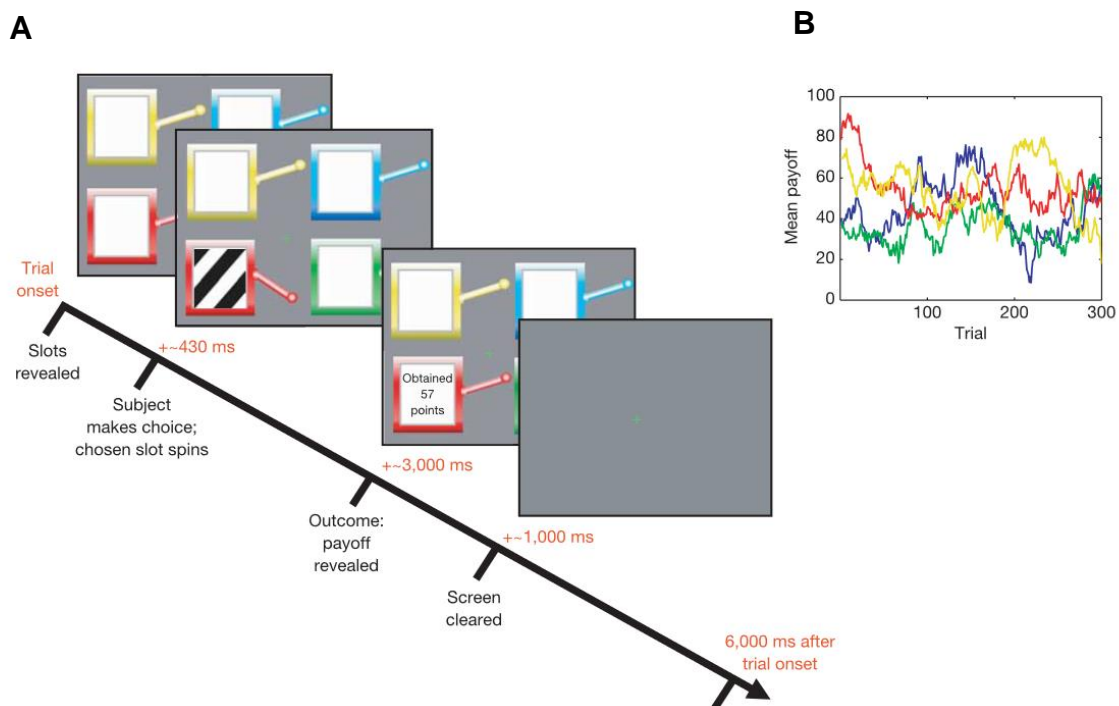 A
Trial
onset
Slots
revealed
+~430 ms
Subject
makes choice;
chosen slot spins
Obtained
57
points
+~3,000 ms
Outcome:
payoff
revealed
+~1,000 ms
Screen
cleared
6,000 ms after
trial onset
B
Mean payoff
100
80
60
40
20
0
100
200
300
Trial